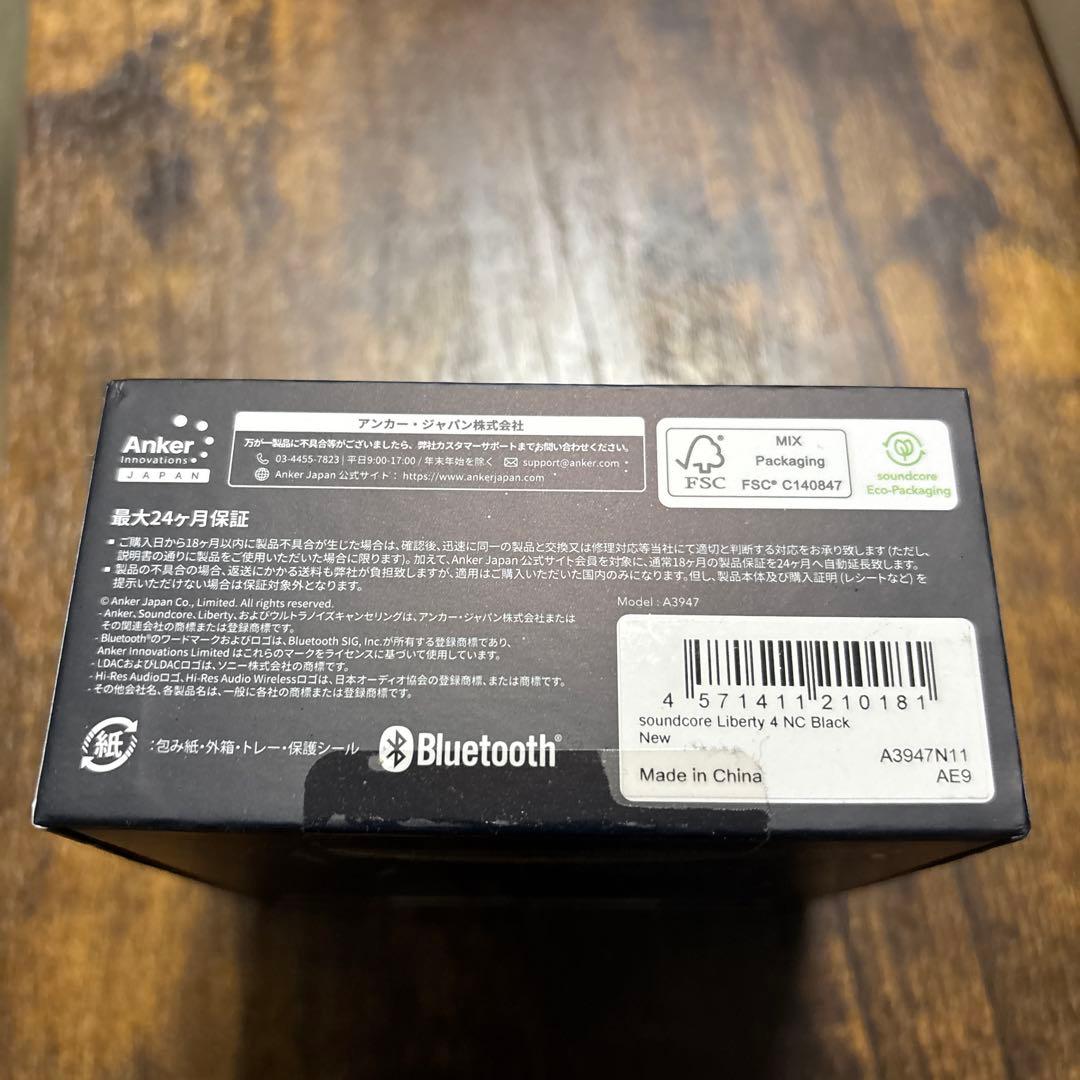 Anker
Innovations
JAPAN
アンカー・ジャパン株式会社
万が一製品に不具合等がございましたら、弊社カスタマーサポートまでお問い合わせください。
03-4455-7823 | 平日9:00-17:00 / 年末年始を除く support@anker.com
Anker Japan 公式サイト： https://www.ankerjapan.com
FSC
MIX
Packaging
FSC® C140847
soundcore
Eco-Packaging
最大24ヶ月保証
▪ ご購入日から18ヶ月以内に製品不具合が生じた場合は、確認後、迅速に同一の製品と交換又は修理対応等当社にて適切と判断する対応をお承り致します（ただし、
説明書の通りに製品をご使用いただいた場合に限ります）。加えて、Anker Japan 公式サイト会員を対象に、通常18ヶ月の製品保証を24ヶ月へ自動延長致します。
▪ 製品の不具合の場合、返送にかかる送料も弊社が負担致しますが、適用はご購入いただいた国内のみになります。但し、製品本体及び購入証明（レシートなど）を
提示いただけない場合は保証対象外となります。
© Anker Japan Co., Limited. All rights reserved.
- Anker、Soundcore、Liberty、およびウルトラノイズキャンセリングは、アンカー・ジャパン株式会社または
その関連会社の商標または登録商標です。
- Bluetooth®のワードマークおよびロゴは、Bluetooth SIG, Inc.が所有する登録商標であり、
Anker Innovations Limited はこれらのマークをライセンスに基づいて使用しています。
- LDACおよびLDACロゴは、ソニー株式会社の商標です。
- Hi-Res Audioロゴ、Hi-Res Audio Wirelessロゴは、日本オーディオ協会の登録商標、または商標です。
- その他会社名、各製品名は、一般に各社の商標または登録商標です。
紙 ：包み紙・外箱・トレー・保護シール
Bluetooth®
Model : A3947
4 571411 210181
soundcore Liberty 4 NC Black
New
A3947N11
Made in China
AE9